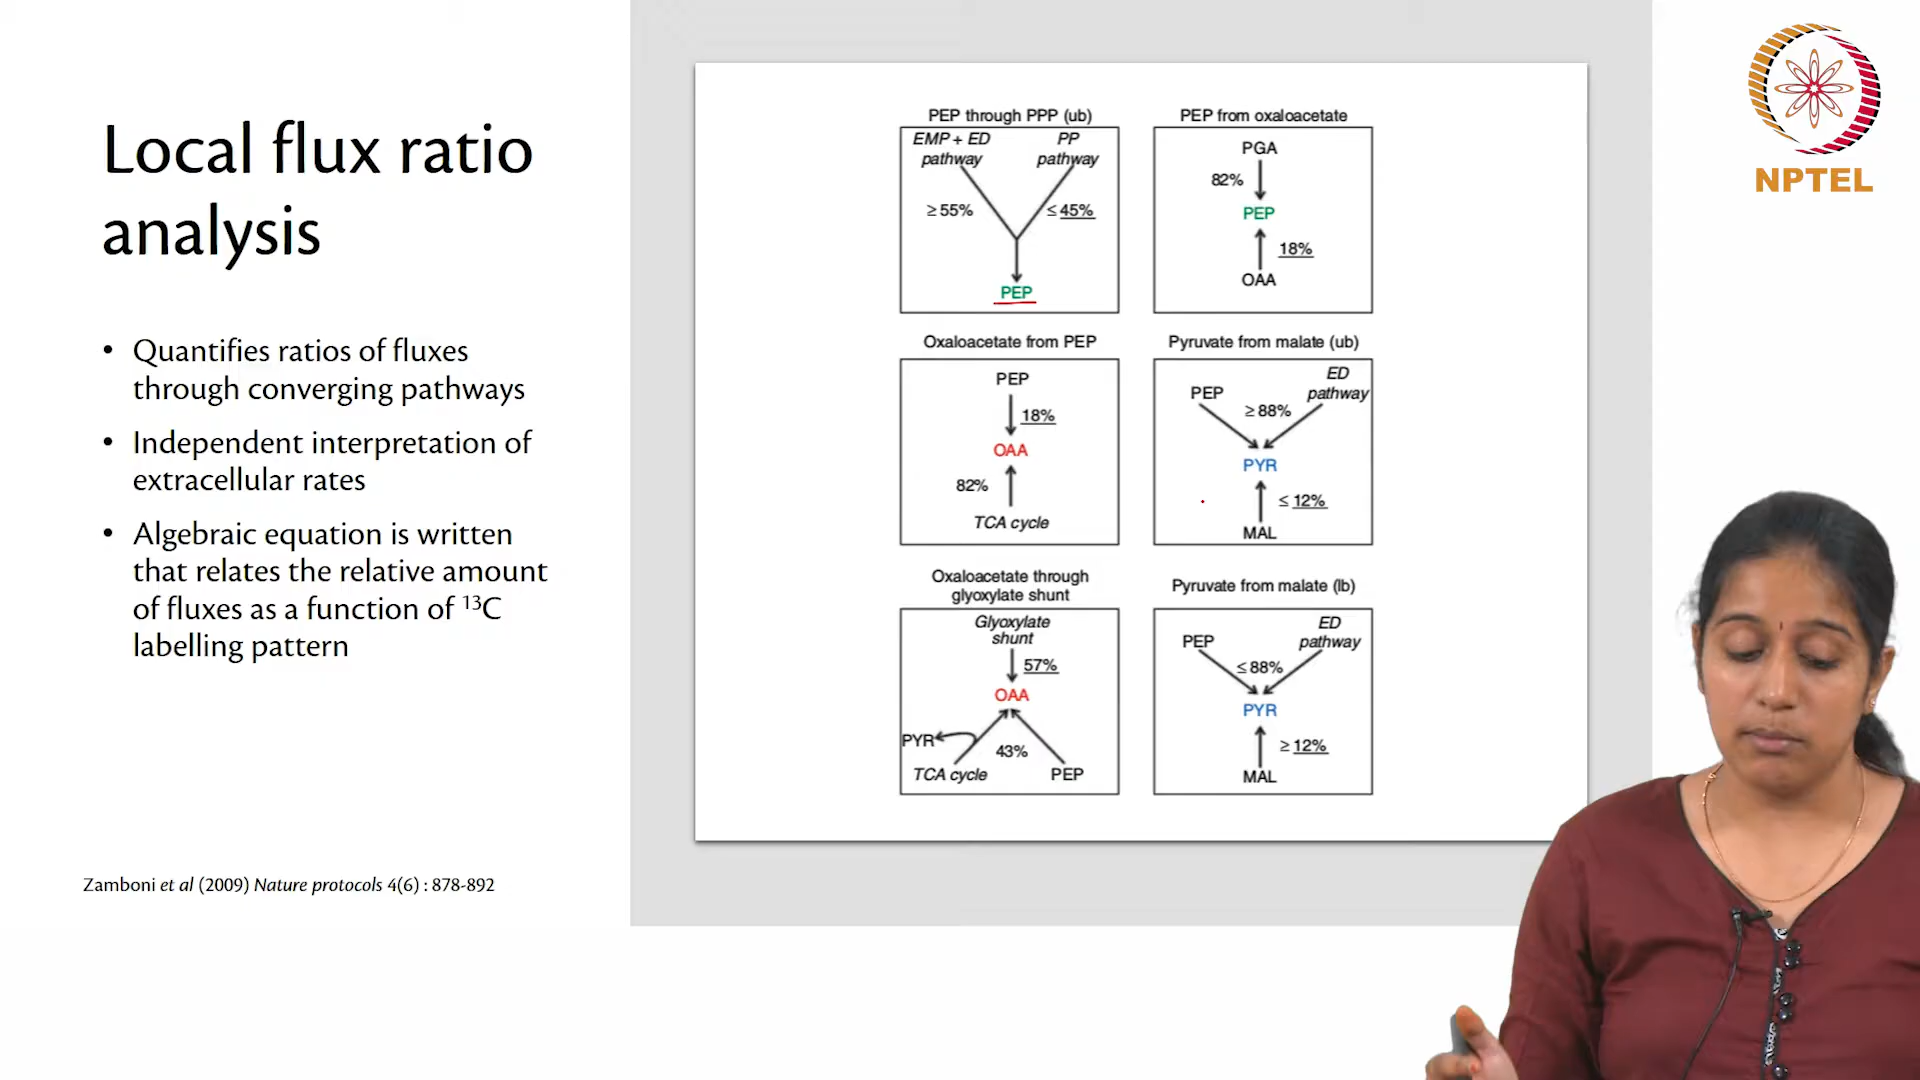 Local flux ratio
analysis
• Quantifies ratios of fluxes
through converging pathways
• Independent interpretation of
extracellular rates
• Algebraic equation is written
that relates the relative amount
of fluxes as a function of ¹³C
labelling pattern
Zamboni et al (2009) Nature protocols 4(6) : 878-892
PEP through PPP (ub)
EMP + ED
pathway
PP
pathway
≥ 55%
≤ 45%
PEP
PEP from oxaloacetate
PGA
82%
PEP
18%
OAA
Oxaloacetate from PEP
PEP
18%
OAA
82%
TCA cycle
Pyruvate from malate (ub)
PEP
ED
pathway
≥ 88%
PYR
≤ 12%
MAL
Oxaloacetate through
glyoxylate shunt
Glyoxylate
shunt
57%
OAA
PYR
43%
TCA cycle
PEP
Pyruvate from malate (lb)
PEP
ED
pathway
≤ 88%
PYR
≥ 12%
MAL
NPTEL